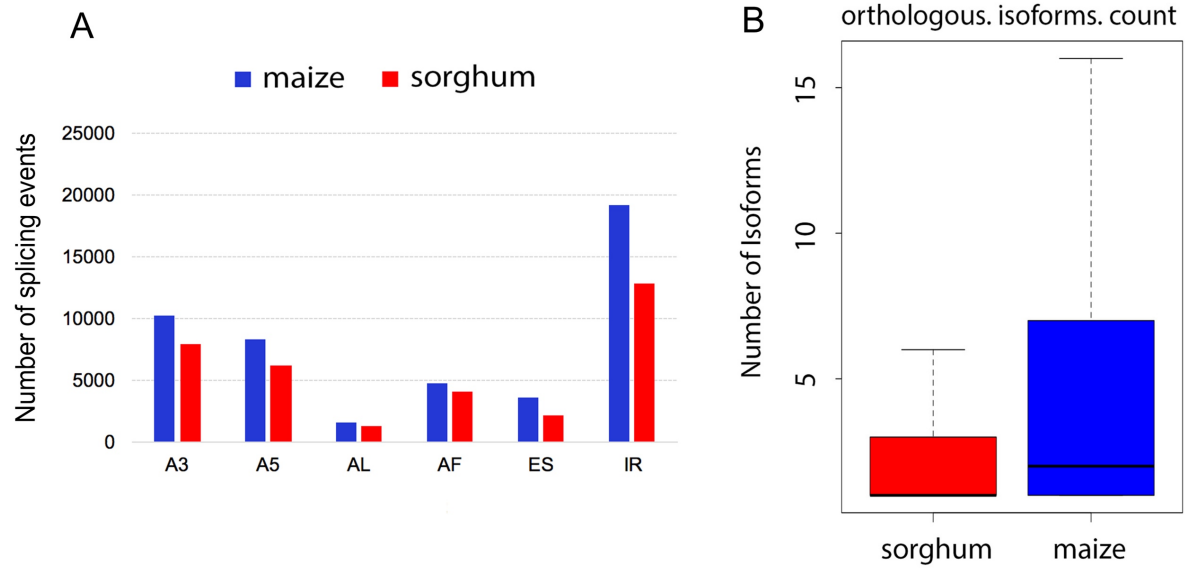 A
maize sorghum
Number of splicing events
25000
20000
15000
10000
5000
0
A3 A5 AL AF ES IR
B
orthologous. isoforms. count
Number of Isoforms
15
10
5
sorghum maize